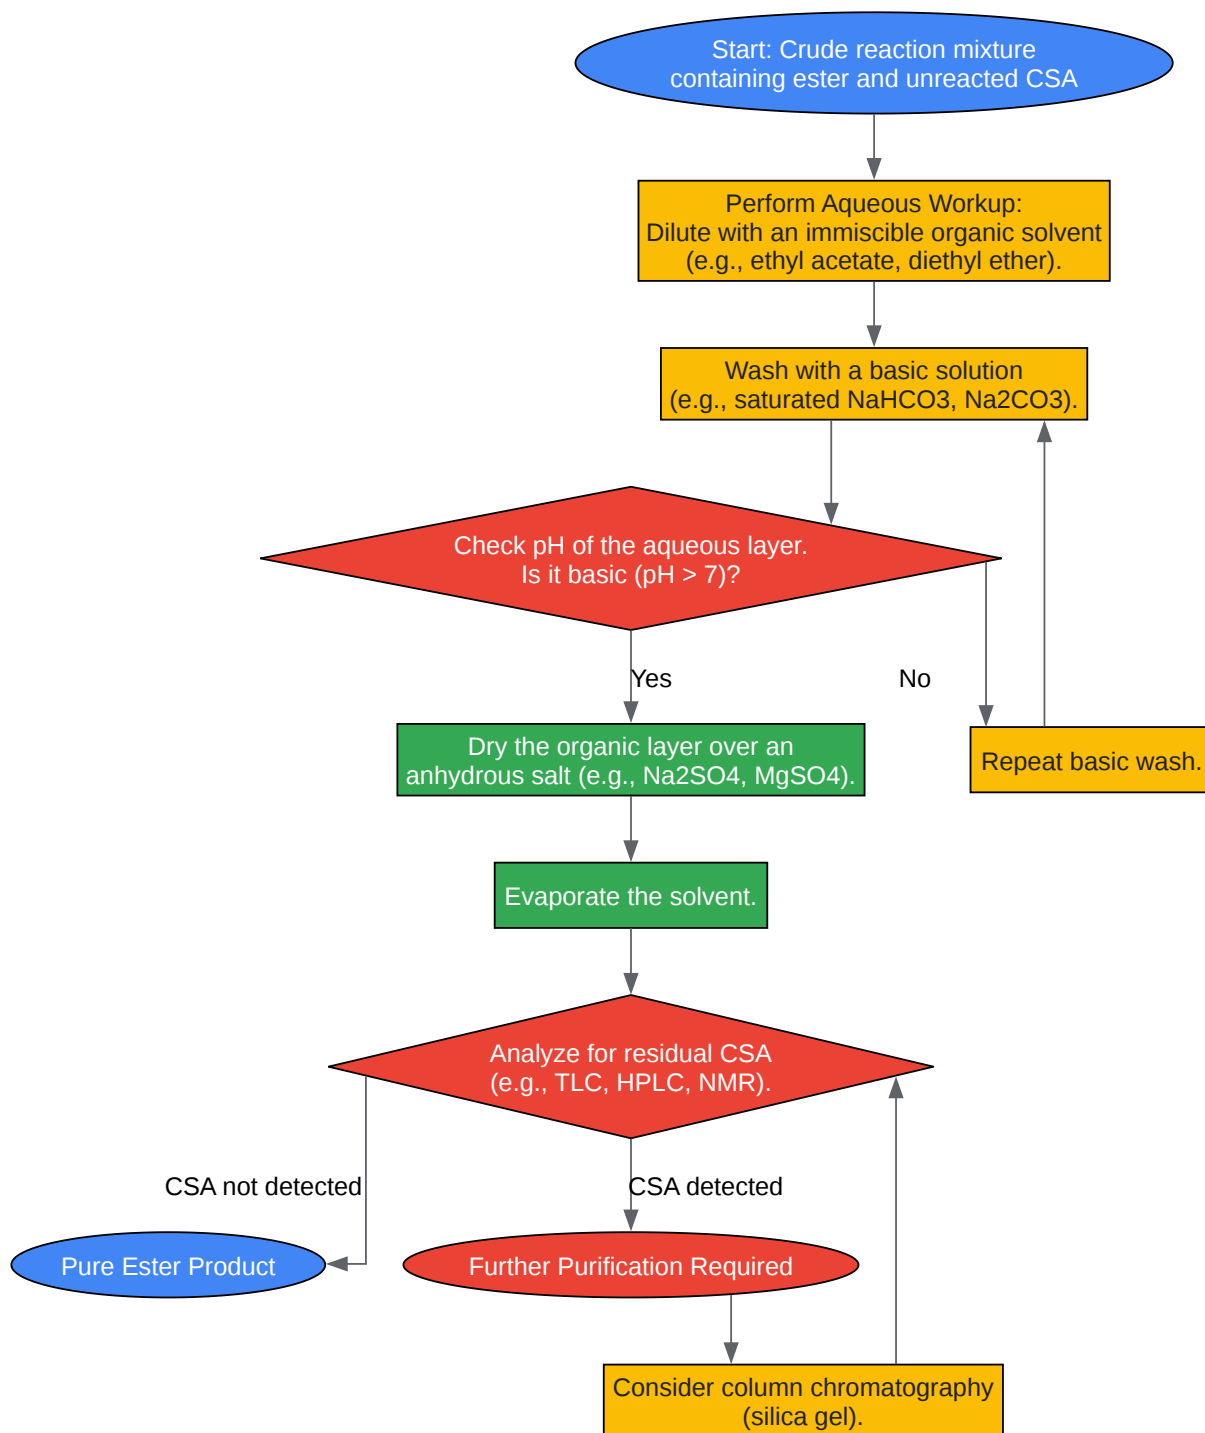 Start: Crude reaction mixture
containing ester and unreacted CSA
Perform Aqueous Workup:
Dilute with an immiscible organic solvent
(e.g., ethyl acetate, diethyl ether).
Wash with a basic solution
(e.g., saturated NaHCO3, Na2CO3).
Check pH of the aqueous layer.
Is it basic (pH > 7)?
Yes
No
Dry the organic layer over an
anhydrous salt (e.g., Na2SO4, MgSO4).
Repeat basic wash.
Evaporate the solvent.
Analyze for residual CSA
(e.g., TLC, HPLC, NMR).
CSA not detected
CSA detected
Pure Ester Product
Further Purification Required
Consider column chromatography
(silica gel).